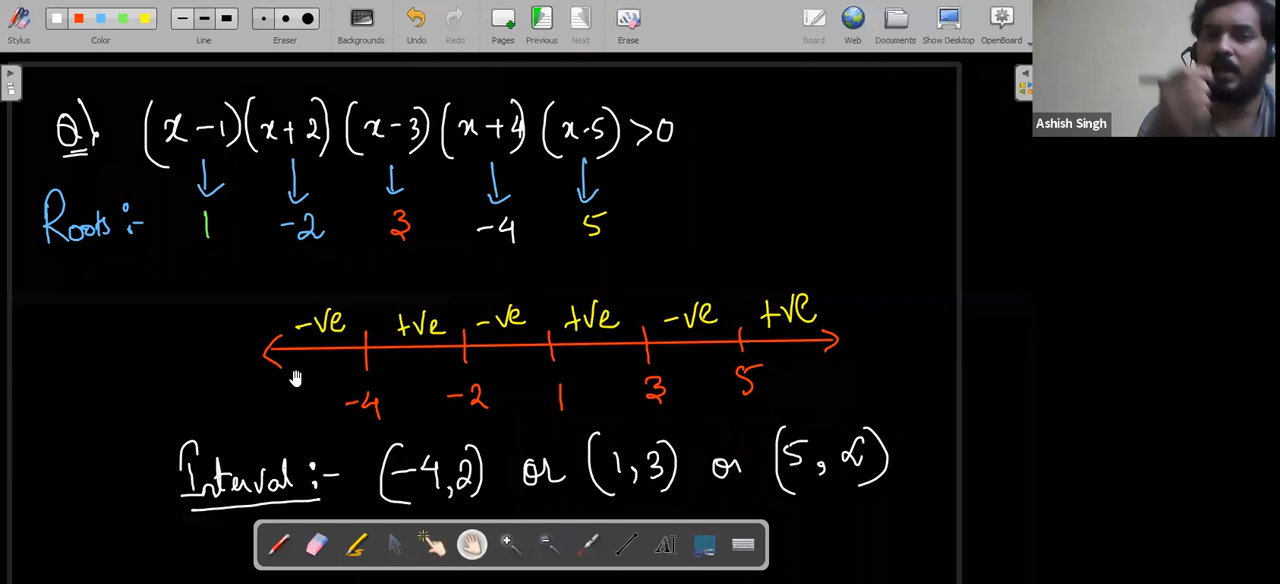 Stylus Color Line Eraser Backgrounds Undo Redo Pages Previous Next Erase Board Web Documents Show Desktop OpenBoard
Ashish Singh
Q). (x-1)(x+2)(x-3)(x+4)(x-5)>0
Roots:- 1 -2 3 -4 5
-ve +ve -ve +ve -ve +ve
-4 -2 1 3 5
Interval:- (-4,2) or (1,3) or (5, ∞)
AI